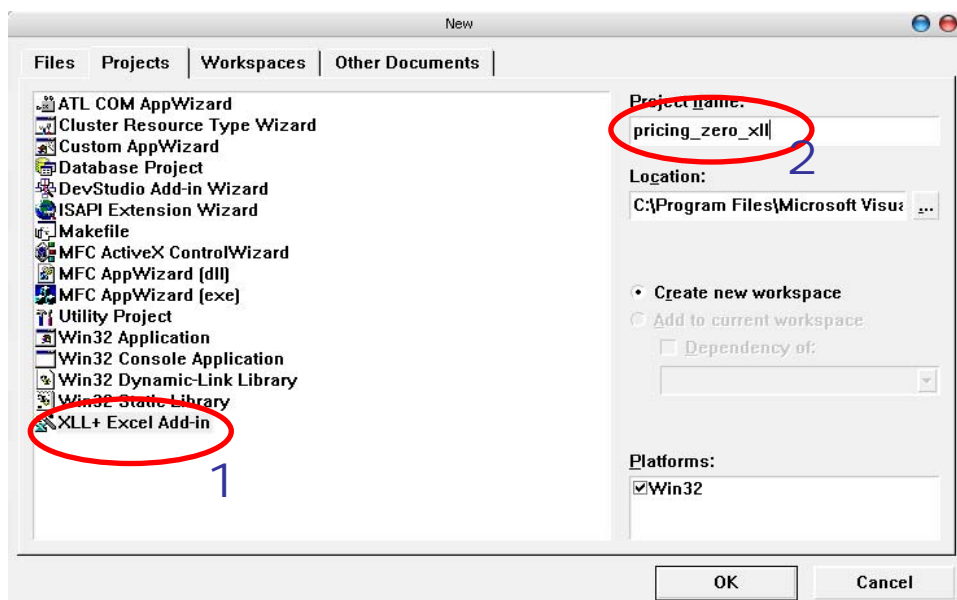 New
Files Projects Workspaces Other Documents
ATL COM AppWizard
Cluster Resource Type Wizard
Custom AppWizard
Database Project
DevStudio Add-in Wizard
ISAPI Extension Wizard
Makefile
MFC ActiveX ControlWizard
MFC AppWizard (dll)
MFC AppWizard (exe)
Utility Project
Win32 Application
Win32 Console Application
Win32 Dynamic-Link Library
Win32 Static Library
XLL+ Excel Add-in
1
Project name:
pricing_zero_xll
2
Location:
C:\Program Files\Microsoft Visua ...
Create new workspace
Add to current workspace
Dependency of:
Platforms:
Win32
OK Cancel